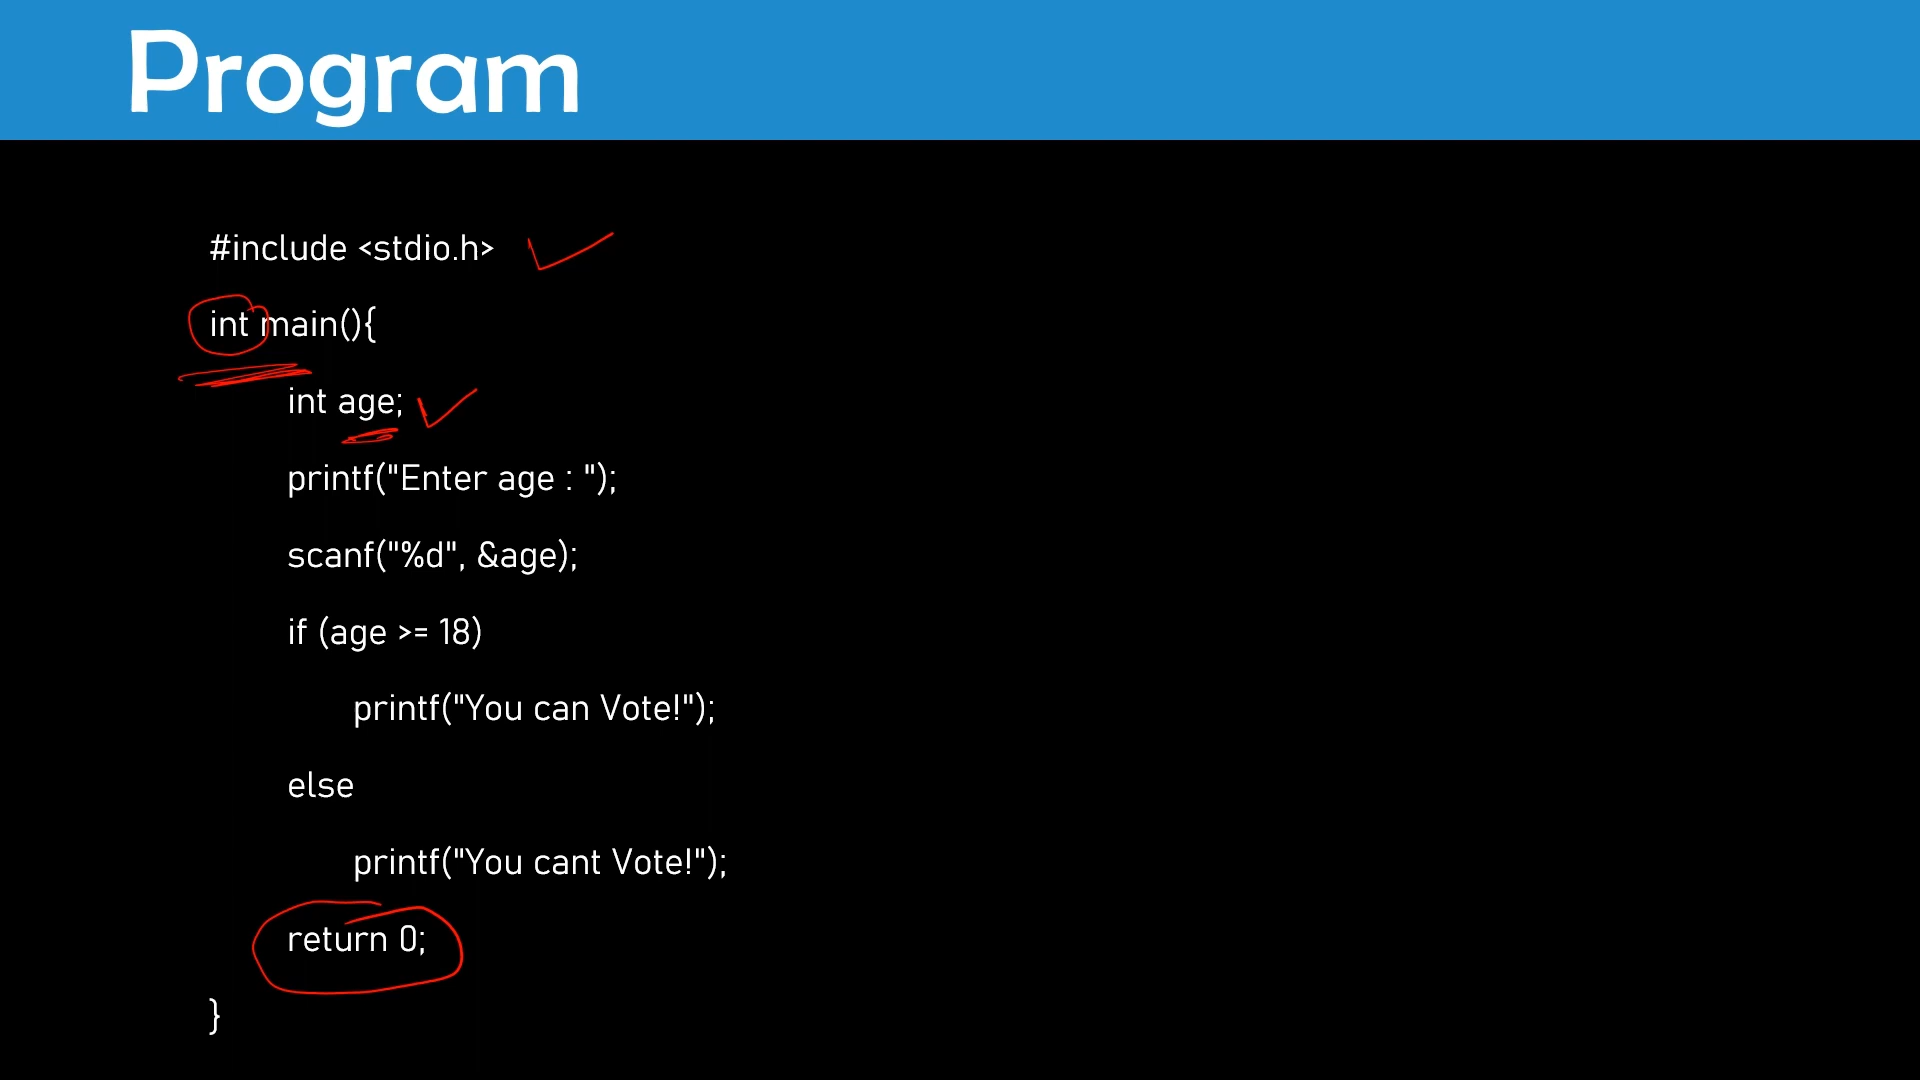 Program
#include <stdio.h>
int main(){
int age;
printf("Enter age : ");
scanf("%d", &age);
if (age >= 18)
printf("You can Vote!");
else
printf("You cant Vote!");
return 0;
}